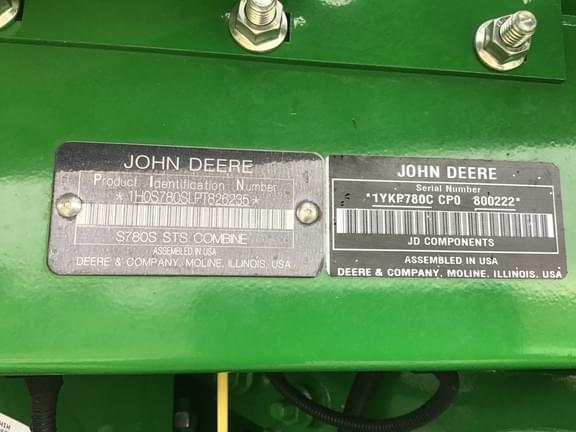 JOHN DEERE
Product Identification Number
*1H0S780SLPT826235*
S780S STS COMBINE
ASSEMBLED IN USA
DEERE & COMPANY, MOLINE, ILLINOIS, USA
JOHN DEERE
Serial Number
*1YKP780C CP0 800222*
JD COMPONENTS
ASSEMBLED IN USA
DEERE & COMPANY, MOLINE, ILLINOIS, USA